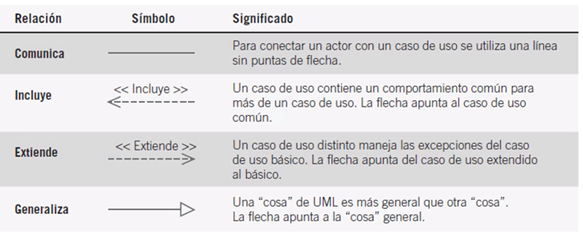 Relación Símbolo Significado
Comunica
Para conectar un actor con un caso de uso se utiliza una línea
sin puntas de flecha.
Incluye
<< Incluye >>
Un caso de uso contiene un comportamiento común para
más de un caso de uso. La flecha apunta al caso de uso
común.
Extiende
<< Extiende >>
Un caso de uso distinto maneja las excepciones del caso
de uso básico. La flecha apunta del caso de uso extendido
al básico.
Generaliza
Una “cosa” de UML es más general que otra “cosa”.
La flecha apunta a la “cosa” general.